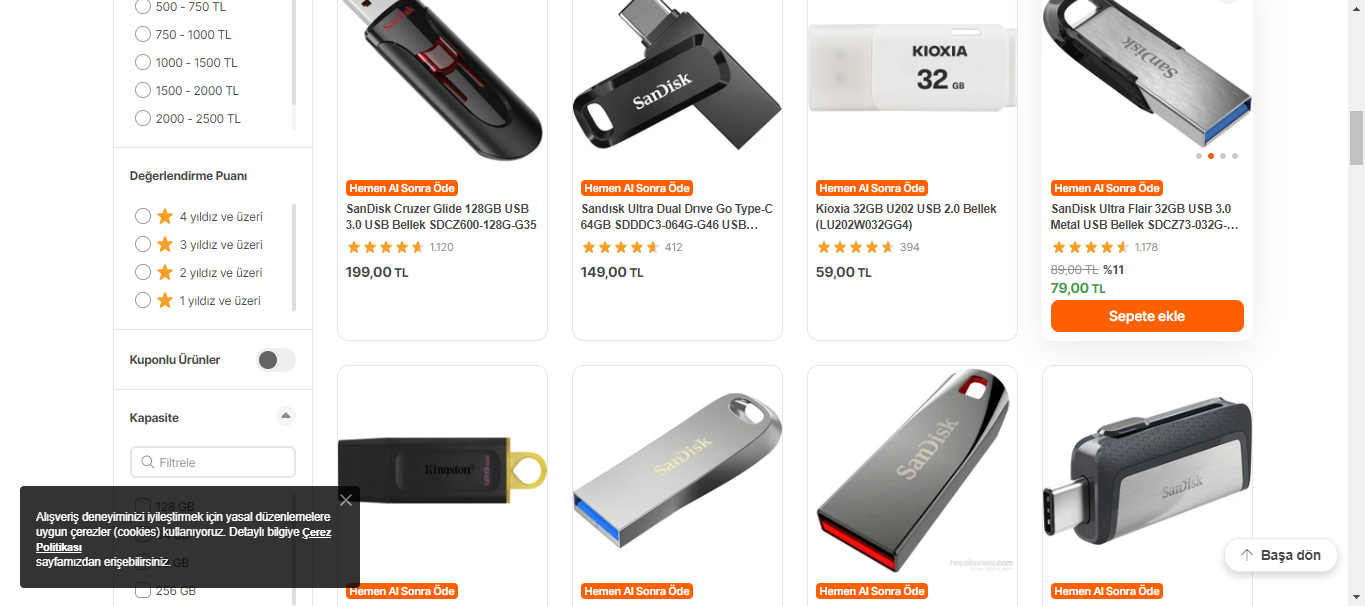 500 - 750 TL
750 - 1000 TL
1000 - 1500 TL
1500 - 2000 TL
2000 - 2500 TL
Değerlendirme Puanı
4 yıldız ve üzeri
3 yıldız ve üzeri
2 yıldız ve üzeri
1 yıldız ve üzeri
Kuponlu Ürünler
Kapasite
Filtrele
128 GB
GB
256 GB
Alışveriş deneyiminizi iyileştirmek için yasal düzenlemelere
uygun çerezler (cookies) kullanıyoruz. Detaylı bilgiye Çerez
Politikası
sayfamızdan erişebilirsiniz.
SanDisk
Hemen Al Sonra Öde
SanDisk Cruzer Glide 128GB USB
3.0 USB Bellek SDCZ600-128G-G35
1.120
199,00 TL
SanDisk
Hemen Al Sonra Öde
Sandısk Ultra Dual Drıve Go Type-C
64GB SDDDC3-064G-G46 USB...
412
149,00 TL
KIOXIA
32 GB
Hemen Al Sonra Öde
Kioxia 32GB U202 USB 2.0 Bellek
(LU202W032GG4)
394
59,00 TL
SanDisk
Hemen Al Sonra Öde
SanDisk Ultra Flair 32GB USB 3.0
Metal USB Bellek SDCZ73-032G-...
1.178
89,00 TL %11
79,00 TL
Sepete ekle
Kingston 128GB
Hemen Al Sonra Öde
SanDisk
Hemen Al Sonra Öde
SanDisk
hepsiburada.com
Hemen Al Sonra Öde
SanDisk
Hemen Al Sonra Öde
Başa dön